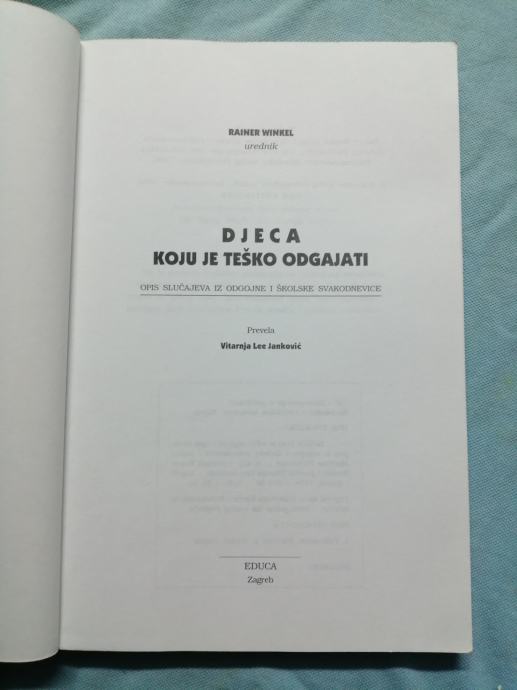 RAINER WINKEL
urednik
DJECA
KOJU JE TEŠKO ODGAJATI
OPIS SLUČAJEVA IZ ODGOJNE I ŠKOLSKE SVAKODNEVICE
Prevela
Vitarnja Lee Janković
EDUCA
Zagreb